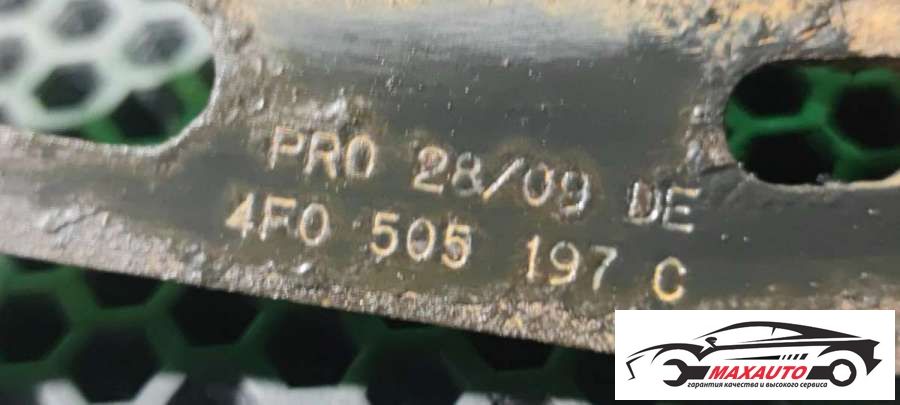 PRO 28/09 DE
4F0 505 197 C
MAXAUTO
гарантия качества и высокого сервиса